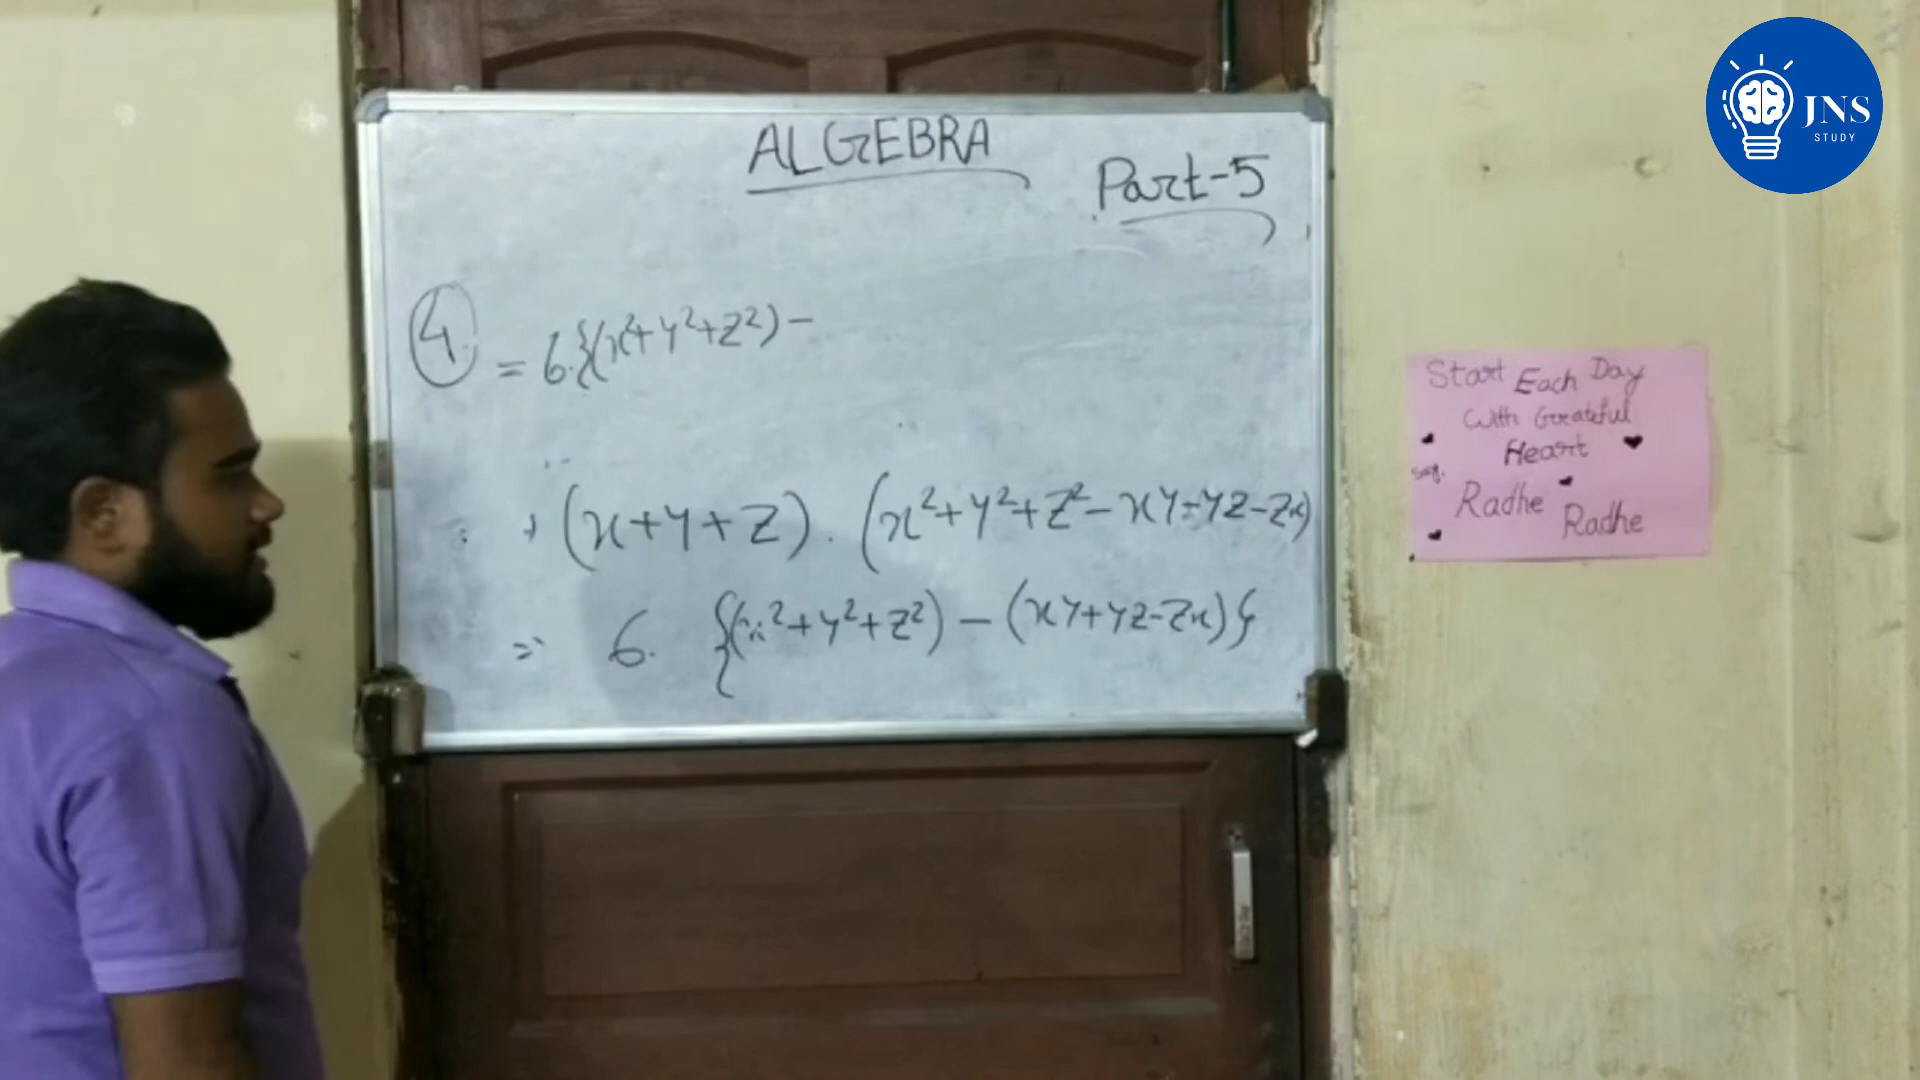 ALGEBRA
Part-5
4. = 6.{(x²+y²+z²) -
(x+y+z).(x²+y²+z²-xy-yz-zx)
= 6. {(x²+y²+z²) - (xy+yz-zx)}
Start Each Day
With Grateful
Heart
say.
Radhe
Radhe
JNS
STUDY